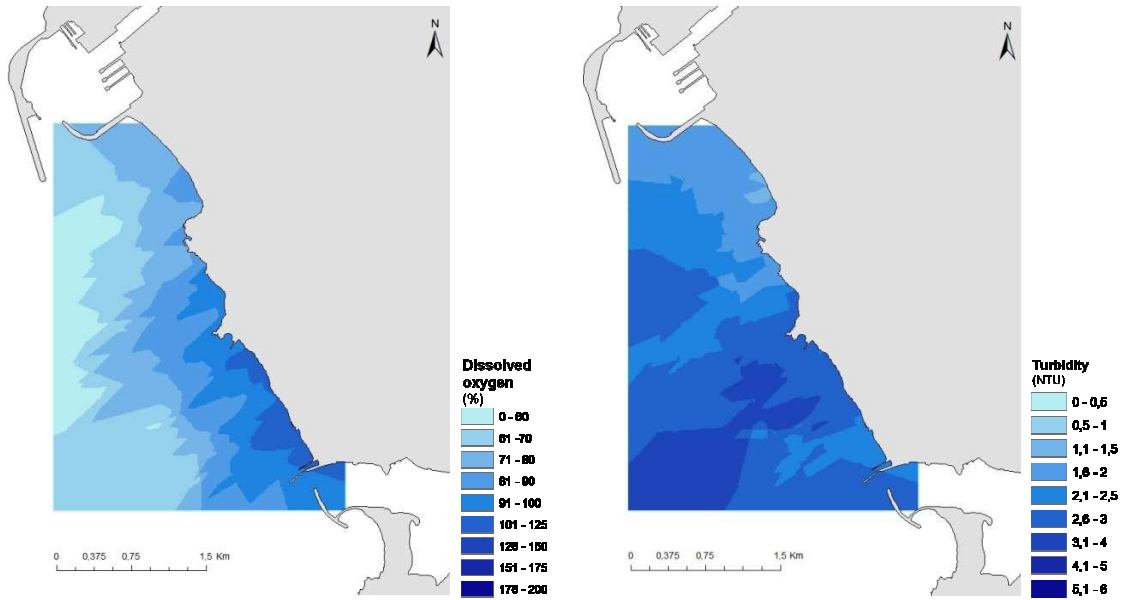 N
Dissolved
oxygen
(%)
0 - 60
61 - 70
71 - 80
81 - 90
91 - 100
101 - 125
126 - 150
151 - 175
176 - 200
0 0,375 0,75 1,5 Km
N
Turbidity
(NTU)
0 - 0,5
0,5 - 1
1,1 - 1,5
1,6 - 2
2,1 - 2,5
2,6 - 3
3,1 - 4
4,1 - 5
5,1 - 6
0 0,375 0,75 1,5 Km